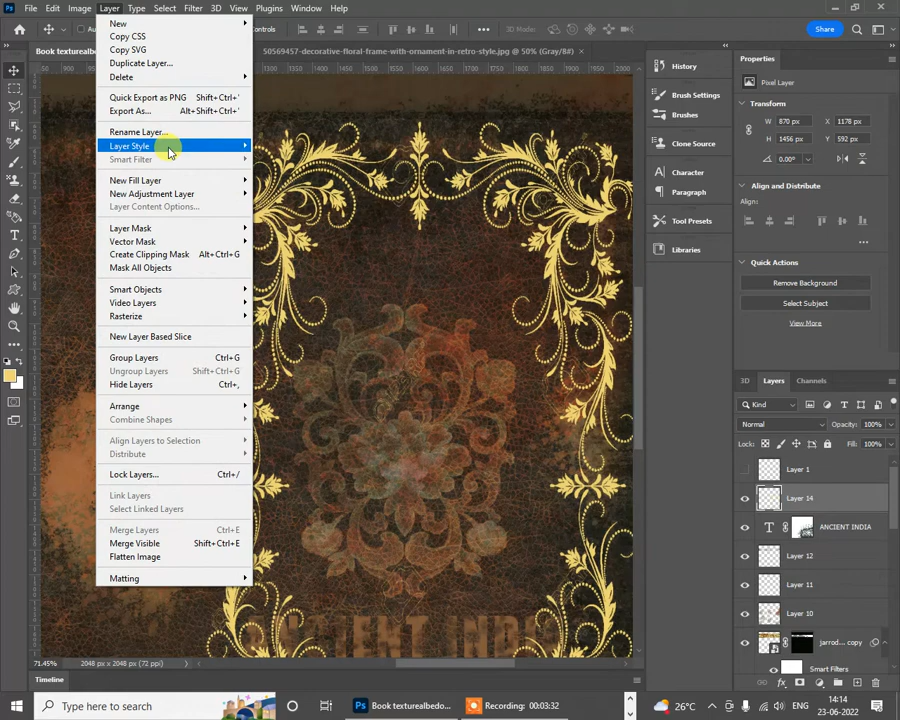 Ps File Edit Image Layer Type Select Filter 3D View Plugins Window Help
Controls
3D Mode:
Share
Book texturealbe
50569457-decorative-floral-frame-with-ornament-in-retro-style.jpg @ 50% (Gray/8#) ×
New
Copy CSS
Copy SVG
Duplicate Layer...
Delete
Quick Export as PNG Shift+Ctrl+'
Export As... Alt+Shift+Ctrl+'
Rename Layer...
Layer Style
Smart Filter
New Fill Layer
New Adjustment Layer
Layer Content Options...
Layer Mask
Vector Mask
Create Clipping Mask Alt+Ctrl+G
Mask All Objects
Smart Objects
Video Layers
Rasterize
New Layer Based Slice
Group Layers Ctrl+G
Ungroup Layers Shift+Ctrl+G
Hide Layers Ctrl+,
Arrange
Combine Shapes
Align Layers to Selection
Distribute
Lock Layers... Ctrl+/
Link Layers
Select Linked Layers
Merge Layers Ctrl+E
Merge Visible Shift+Ctrl+E
Flatten Image
Matting
ANCIENT INDI
History
Brush Settings
Brushes
Clone Source
Character
Paragraph
Tool Presets
Libraries
Properties
Pixel Layer
Transform
W 870 px X 1178 px
H 1456 px Y 592 px
0.00°
Align and Distribute
Align:
Quick Actions
Remove Background
Select Subject
View More
3D Layers Channels
Kind
Normal Opacity: 100%
Lock: Fill: 100%
Layer 1
Layer 14
T ANCIENT INDIA
Layer 12
Layer 11
Layer 10
jarrod... copy
Smart Filters
71.45% 2048 px x 2048 px (72 ppi)
Timeline
Type here to search
Ps Book texturealbedo...
Recording: 00:03:32
26°C
ENG
14:14
23-06-2022